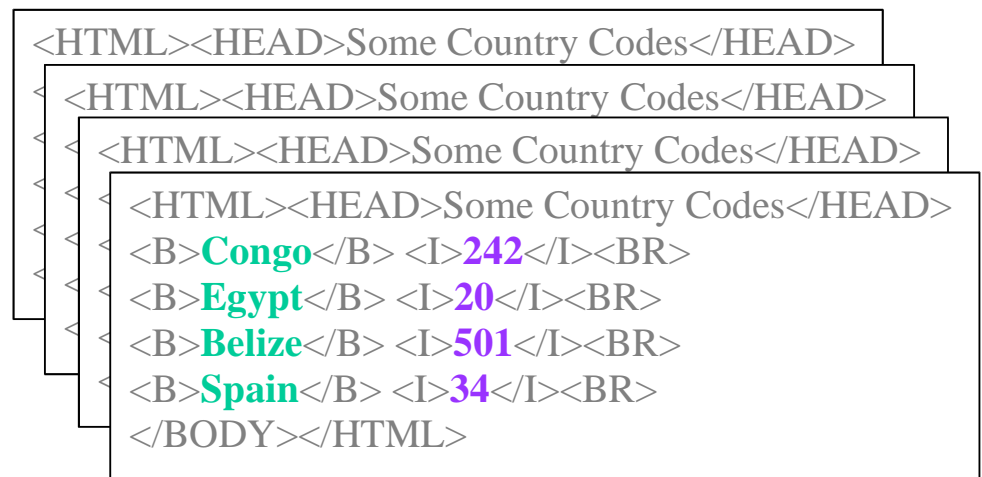 <HTML><HEAD>Some Country Codes</HEAD>
<HTML><HEAD>Some Country Codes</HEAD>
<HTML><HEAD>Some Country Codes</HEAD>
<HTML><HEAD>Some Country Codes</HEAD>
<B>Congo</B> <I>242</I><BR>
<B>Egypt</B> <I>20</I><BR>
<B>Belize</B> <I>501</I><BR>
<B>Spain</B> <I>34</I><BR>
</BODY></HTML>